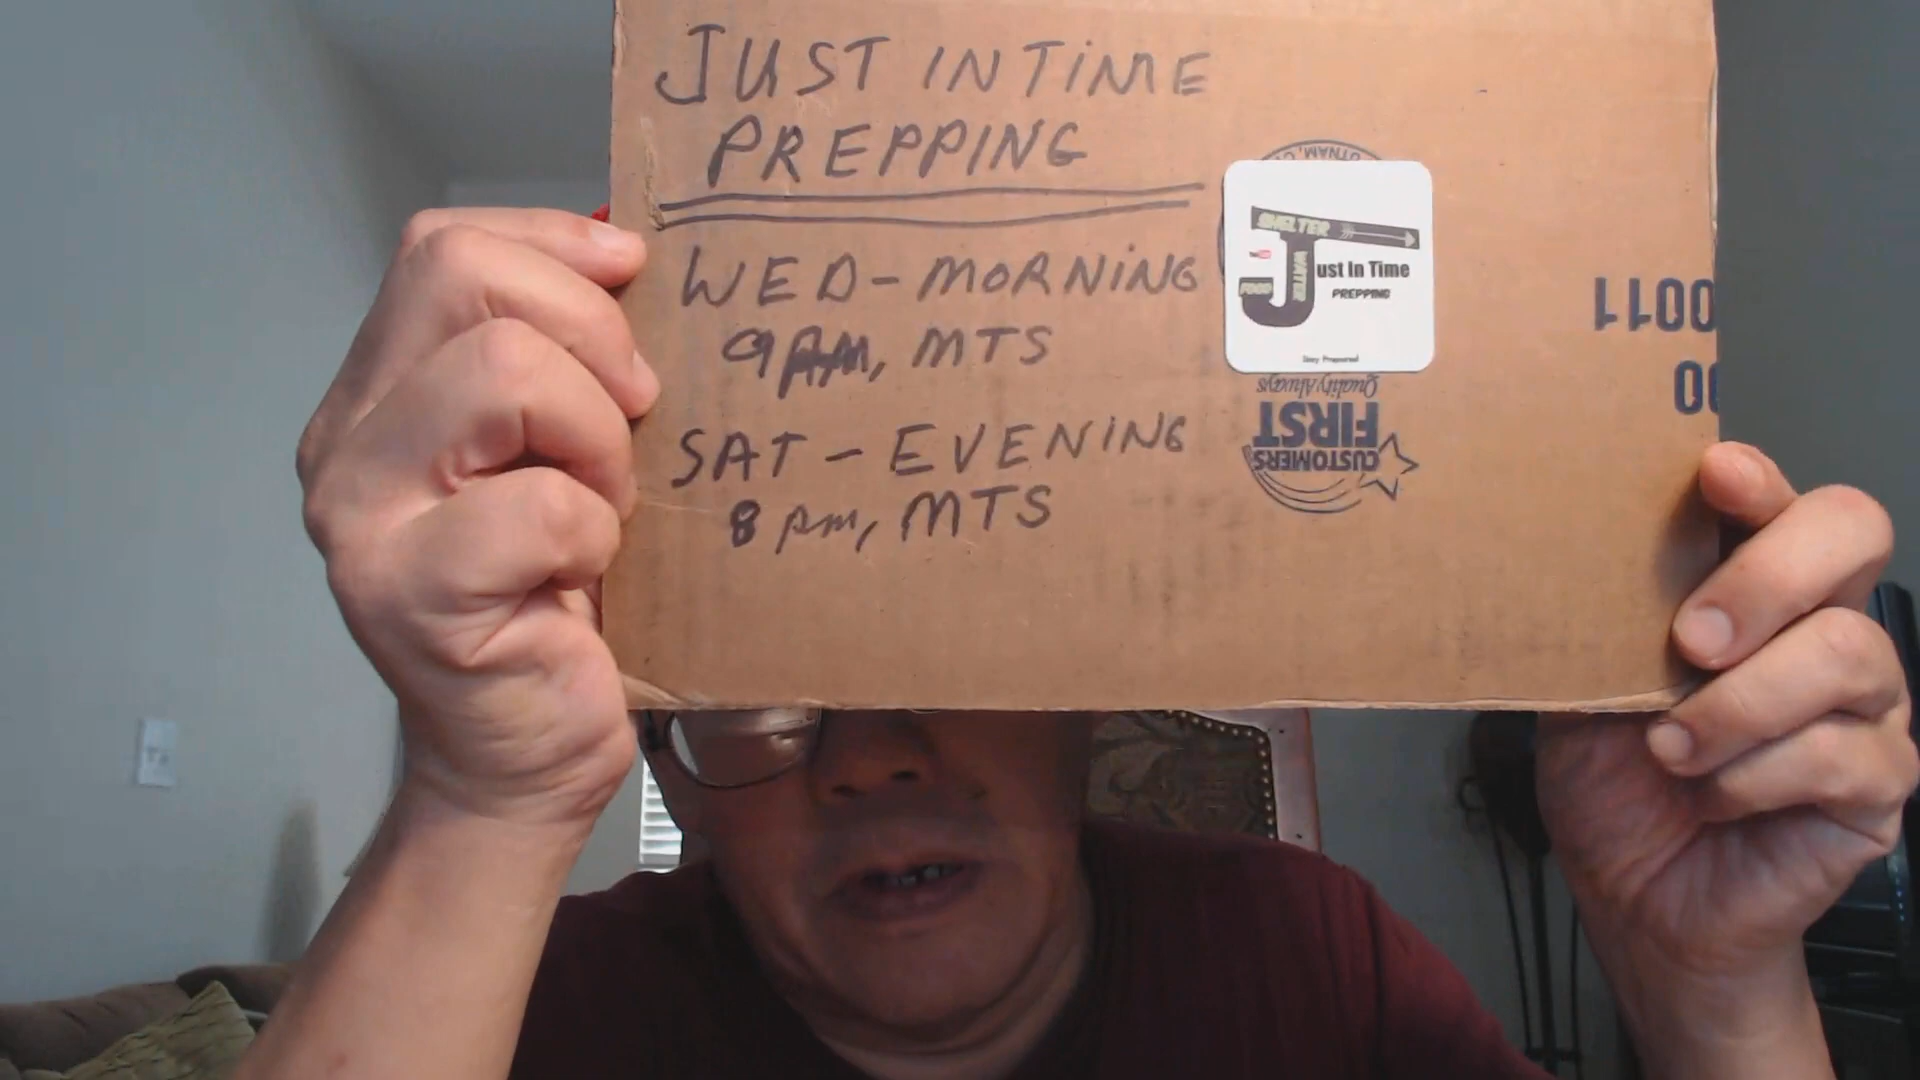 JUST IN TIME
PREPPING
WED - MORNING
9AM, MTS
SAT - EVENING
8 pm, MTS
SHELTER
WATER
FOOD
ust In Time
PREPPING
Stay Prepared
Quality Always
FIRST
CUSTOMERS
0011
00